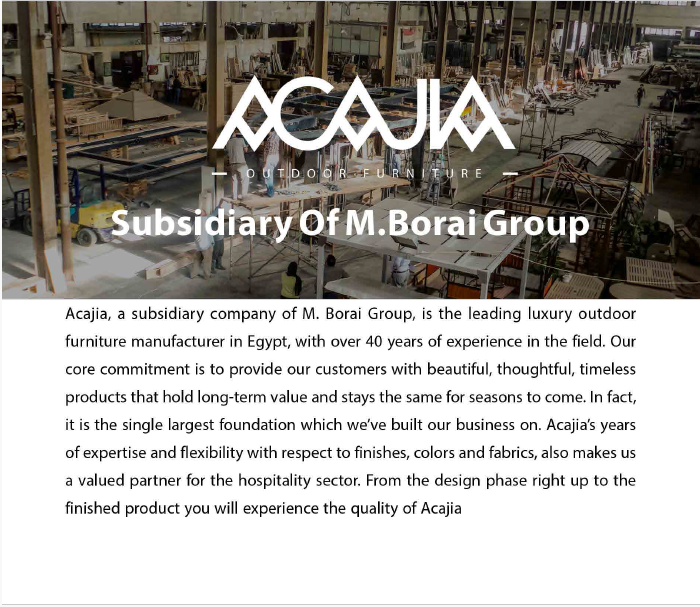 ACAJIA
OUTDOOR FURNITURE
Subsidiary Of M.Borai Group
Acajia, a subsidiary company of M. Borai Group, is the leading luxury outdoor
furniture manufacturer in Egypt, with over 40 years of experience in the field. Our
core commitment is to provide our customers with beautiful, thoughtful, timeless
products that hold long-term value and stays the same for seasons to come. In fact,
it is the single largest foundation which we’ve built our business on. Acajia’s years
of expertise and flexibility with respect to finishes, colors and fabrics, also makes us
a valued partner for the hospitality sector. From the design phase right up to the
finished product you will experience the quality of Acajia